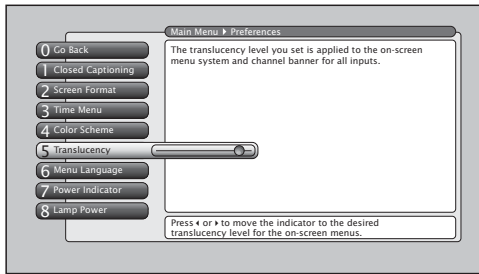 Main Menu ▸ Preferences
0 Go Back
1 Closed Captioning
2 Screen Format
3 Time Menu
4 Color Scheme
5 Translucency
6 Menu Language
7 Power Indicator
8 Lamp Power
The translucency level you set is applied to the on-screen
menu system and channel banner for all inputs.
Press ◂ or ▸ to move the indicator to the desired
translucency level for the on-screen menus.